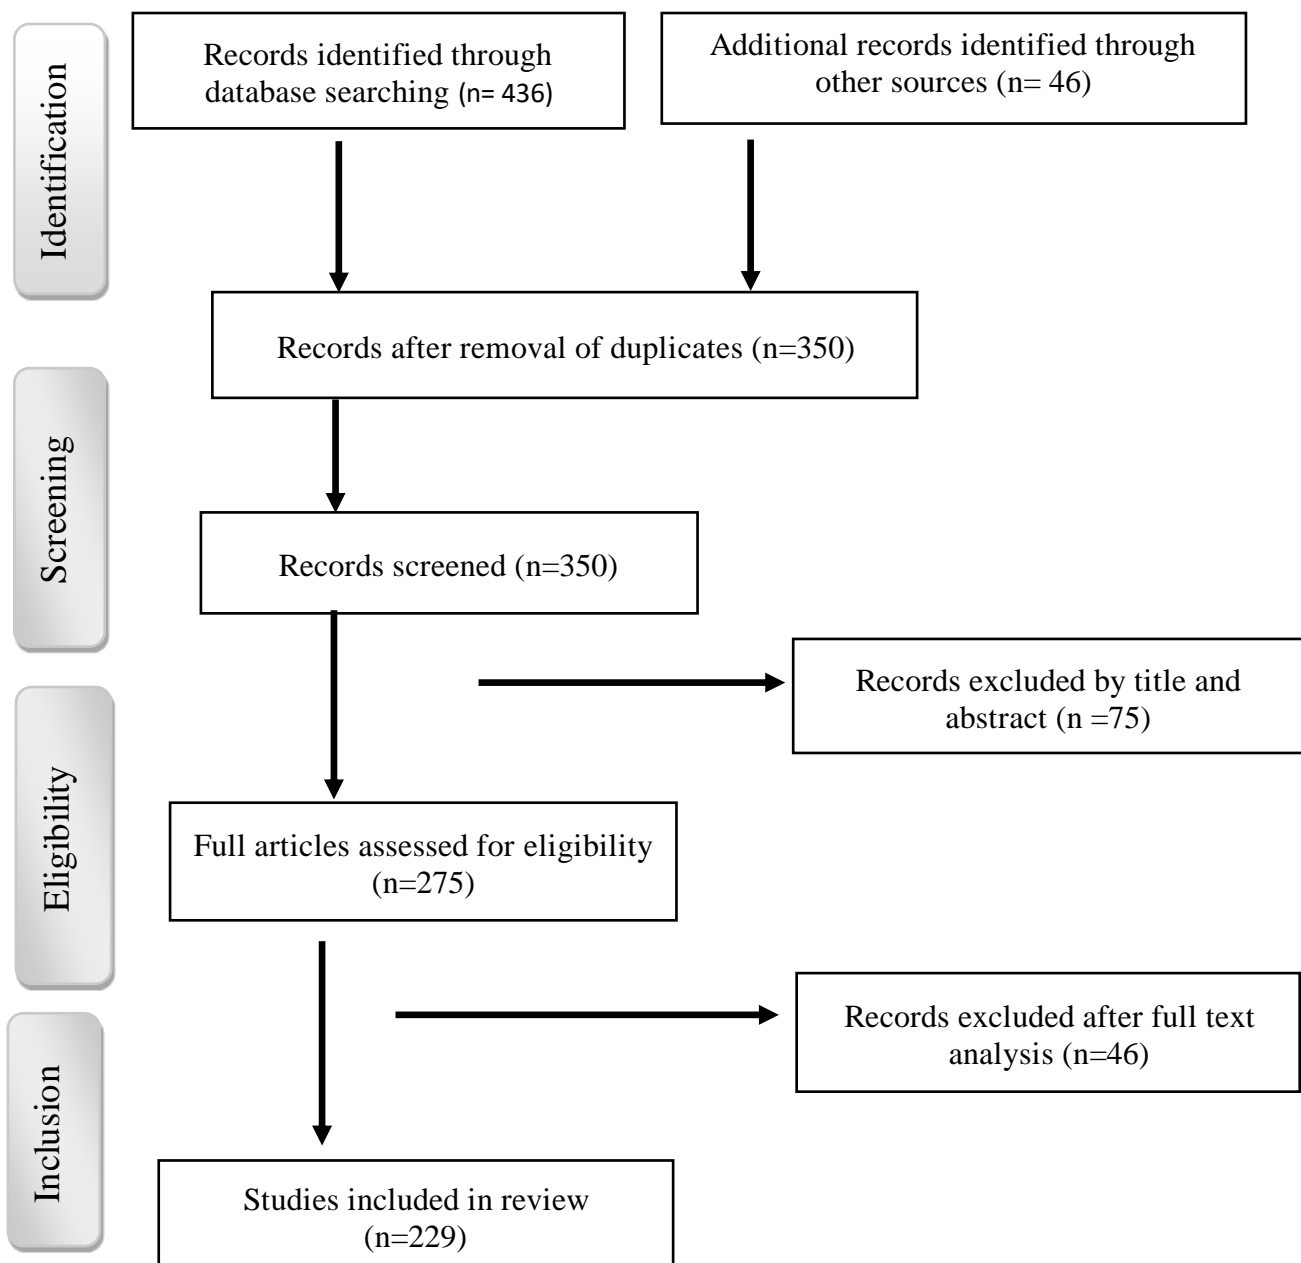 Identification
Records identified through
database searching (n= 436)
Additional records identified through
other sources (n= 46)
Records after removal of duplicates (n=350)
Screening
Records screened (n=350)
Records excluded by title and
abstract (n =75)
Eligibility
Full articles assessed for eligibility
(n=275)
Records excluded after full text
analysis (n=46)
Inclusion
Studies included in review
(n=229)